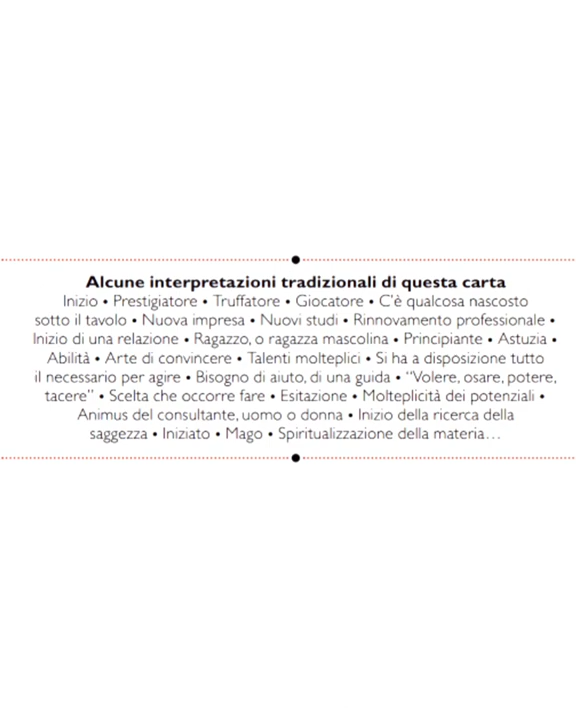 Alcune interpretazioni tradizionali di questa carta
Inizio • Prestigiatore • Truffatore • Giocatore • C'è qualcosa nascosto
sotto il tavolo • Nuova impresa • Nuovi studi • Rinnovamento professionale •
Inizio di una relazione • Ragazzo, o ragazza mascolina • Principiante • Astuzia •
Abilità • Arte di convincere • Talenti molteplici • Si ha a disposizione tutto
il necessario per agire • Bisogno di aiuto, di una guida • “Volere, osare, potere,
tacere” • Scelta che occorre fare • Esitazione • Molteplicità dei potenziali •
Animus del consultante, uomo o donna • Inizio della ricerca della
saggezza • Iniziato • Mago • Spiritualizzazione della materia…